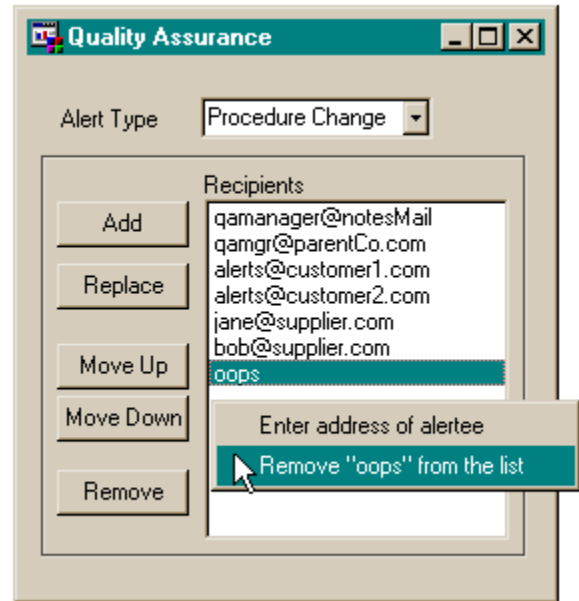 Quality Assurance
Alert Type
Procedure Change
Recipients
Add
Replace
Move Up
Move Down
Remove
qamanager@notesMail
qamgr@parentCo.com
alerts@customer1.com
alerts@customer2.com
jane@supplier.com
bob@supplier.com
oops
Enter address of alertee
Remove "oops" from the list